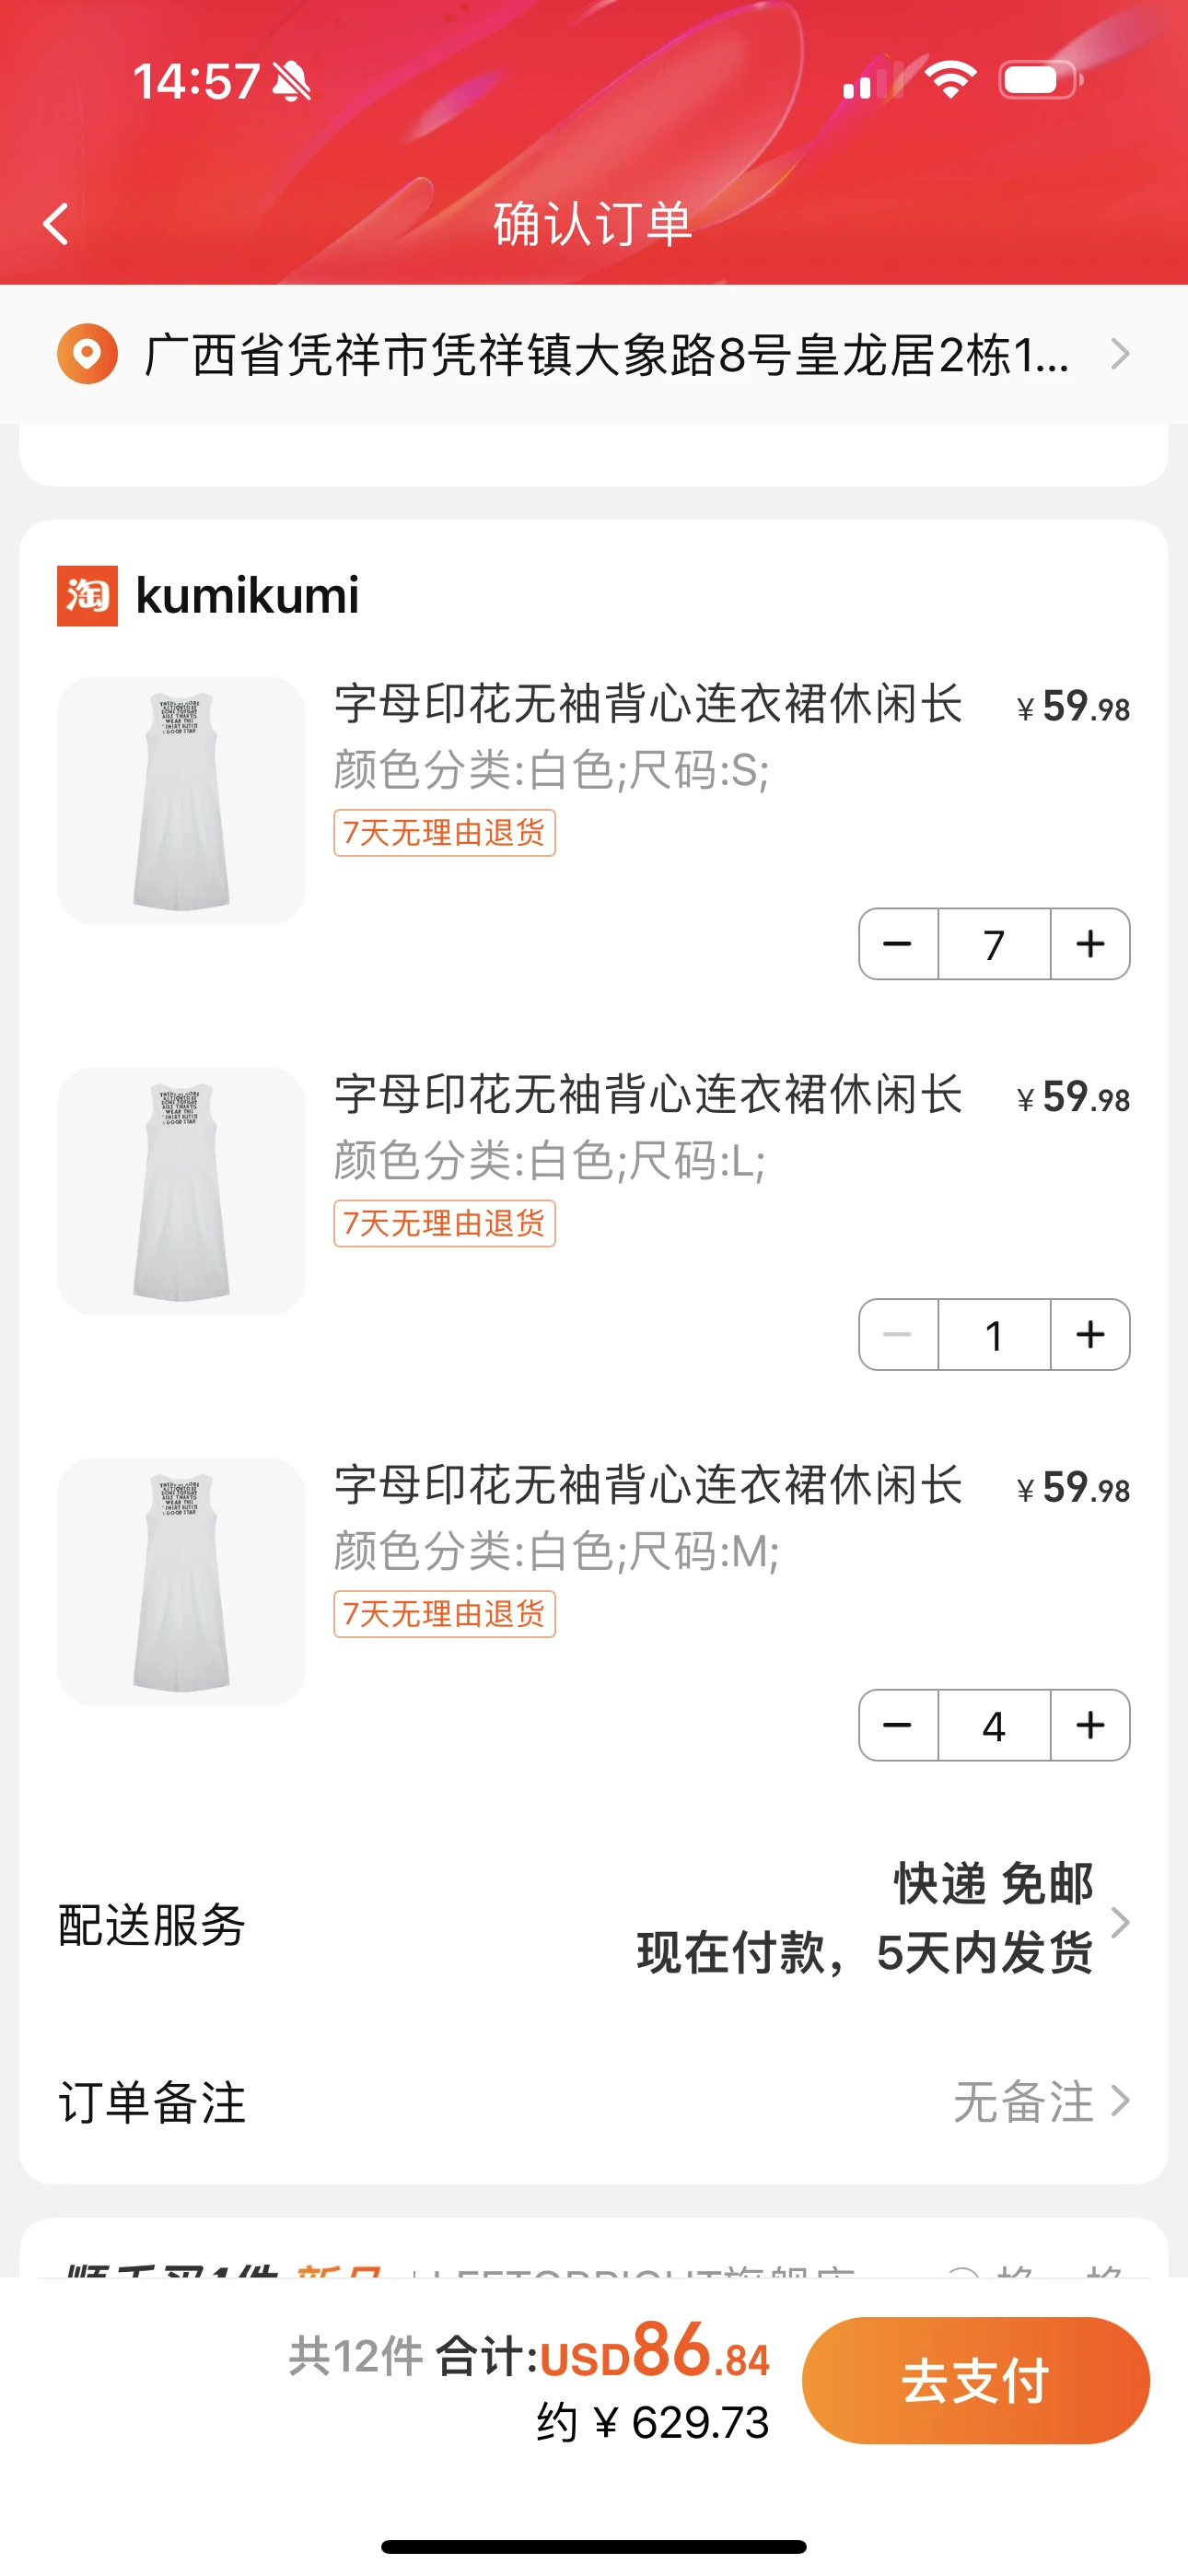 14:57
确认订单
广西省凭祥市凭祥镇大象路8号皇龙居2栋1...
淘 kumikumi
字母印花无袖背心连衣裙休闲长 ¥59.98
颜色分类:白色;尺码:S;
7天无理由退货
7
字母印花无袖背心连衣裙休闲长 ¥59.98
颜色分类:白色;尺码:L;
7天无理由退货
1
字母印花无袖背心连衣裙休闲长 ¥59.98
颜色分类:白色;尺码:M;
7天无理由退货
4
快递 免邮
配送服务
现在付款，5天内发货
订单备注 无备注
共12件 合计:USD86.84
约 ¥ 629.73
去支付